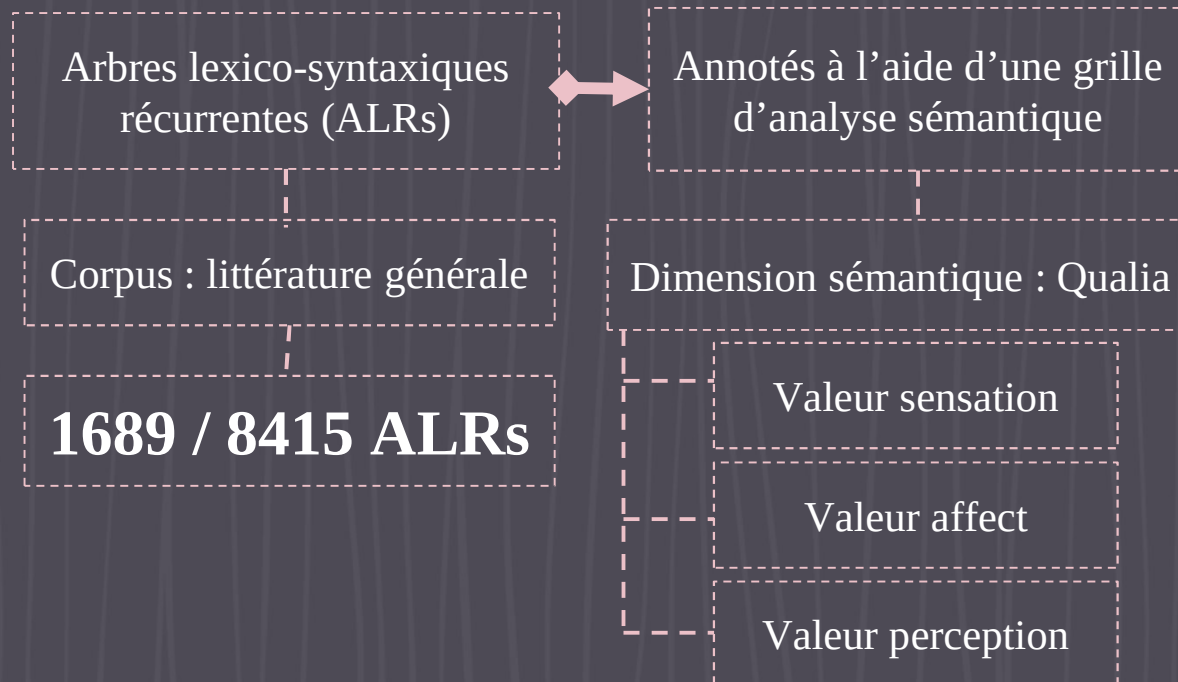 Arbres lexico-syntaxiques
récurrentes (ALRs)
Corpus : littérature générale
1689 / 8415 ALRs
Annotés à l’aide d’une grille
d’analyse sémantique
Dimension sémantique : Qualia
Valeur sensation
Valeur affect
Valeur perception